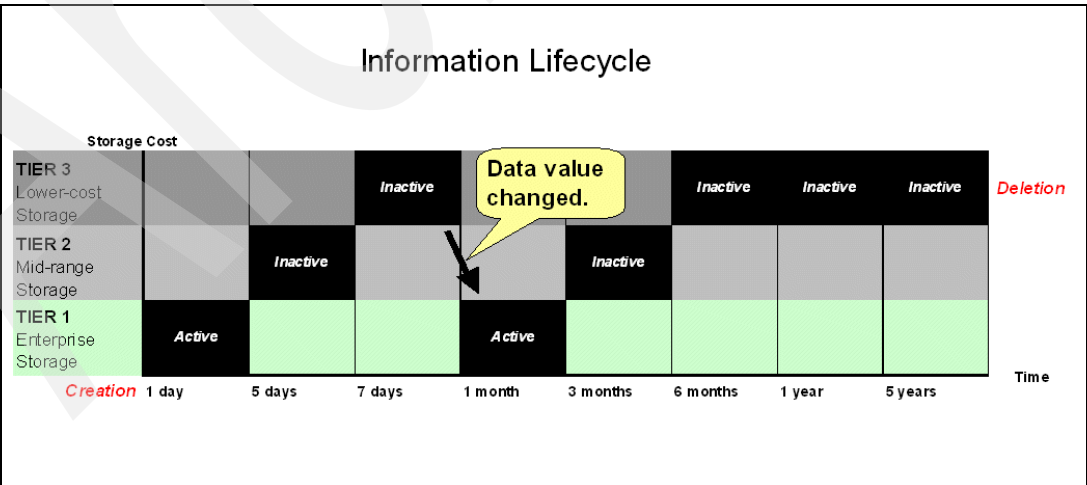 Information Lifecycle
Storage Cost
TIER 3
Lower-cost
Storage
Inactive
Data value
changed.
Inactive
Inactive
Inactive
Deletion
TIER 2
Mid-range
Storage
Inactive
Inactive
TIER 1
Enterprise
Storage
Active
Active
Time
Creation
1 day
5 days
7 days
1 month
3 months
6 months
1 year
5 years